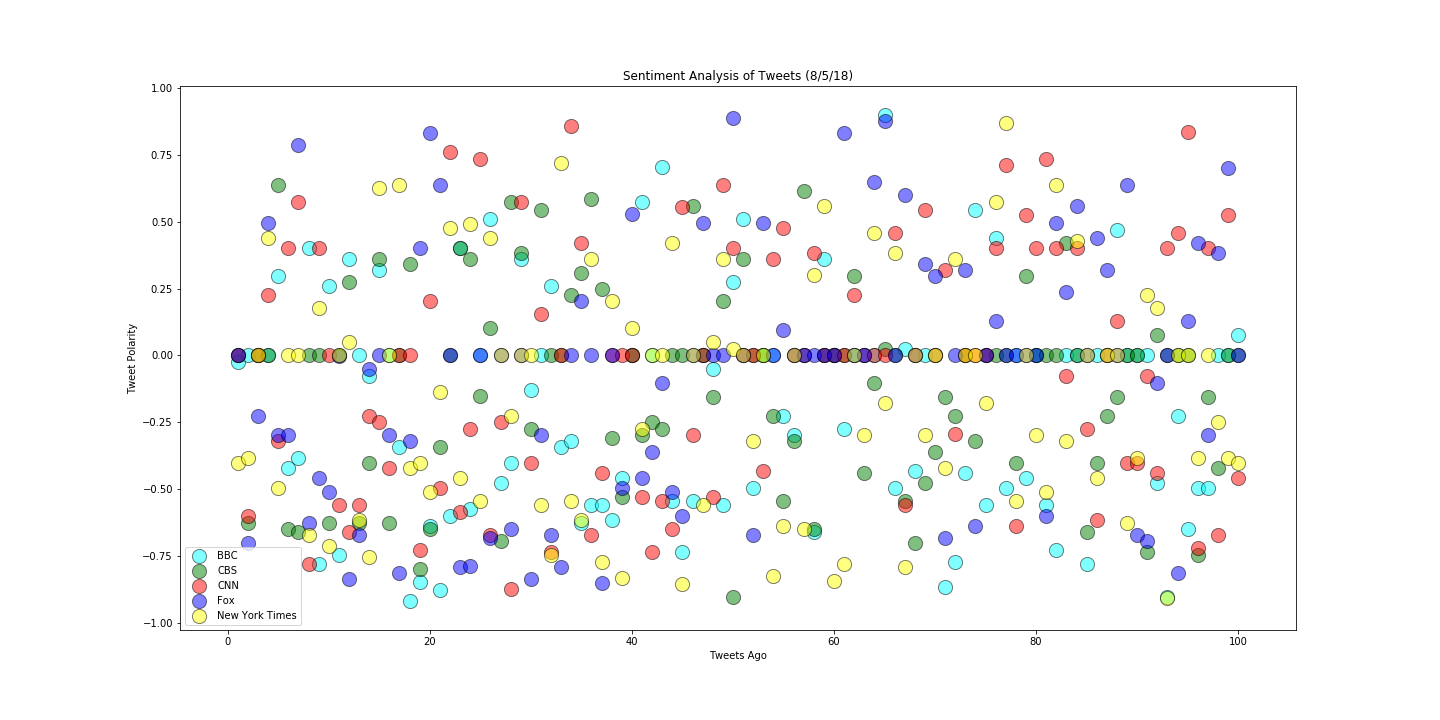 Sentiment Analysis of Tweets (8/5/18)
1.00
0.75
0.50
0.25
0.00
−0.25
−0.50
−0.75
−1.00
Tweet Polarity
BBC
CBS
CNN
Fox
New York Times
0 20 40 60 80 100
Tweets Ago